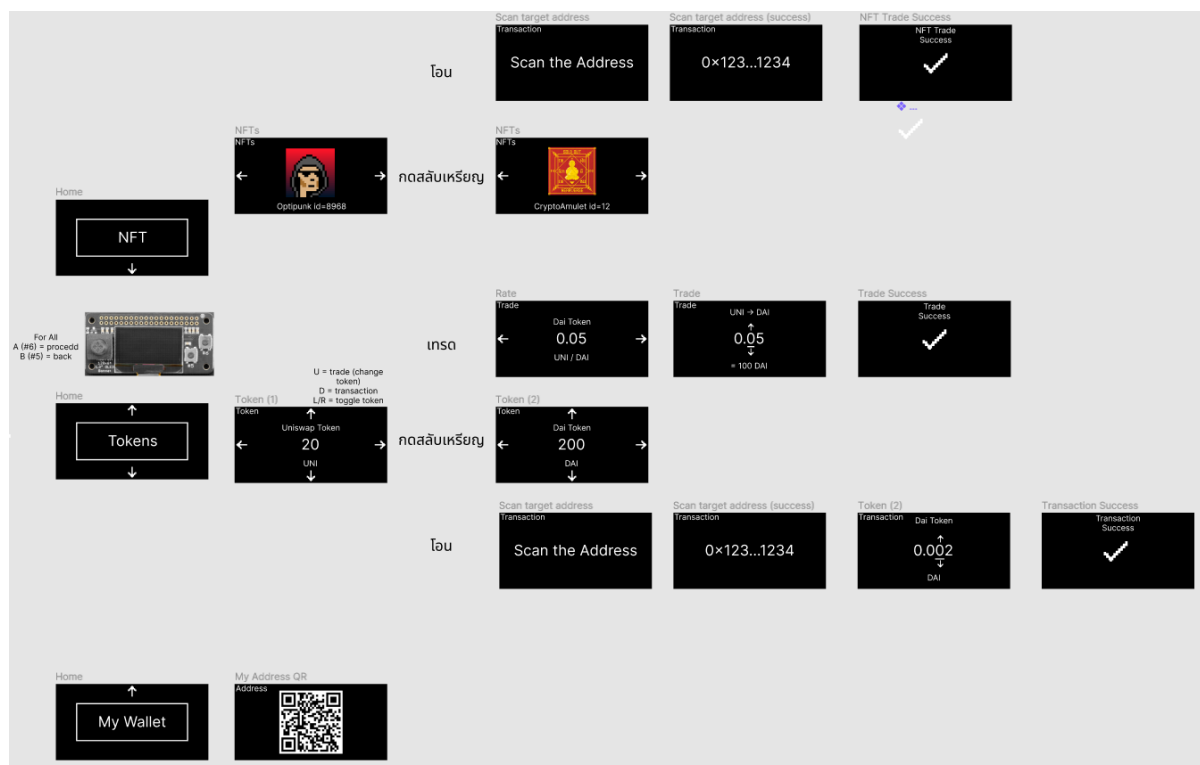 Scan target address
Transaction
Scan the Address
Scan target address (success)
Transaction
0×123...1234
NFT Trade Success
NFT Trade
Success
โอน
...
NFTs
NFTs
Optipunk id=8968
กดสลับเหรียญ
NFTs
NFTs
CryptoAmulet id=12
Home
NFT
Rate
Trade
Dai Token
0.05
UNI / DAI
Trade
Trade
UNI → DAI
0.05
= 100 DAI
Trade Success
Trade
Success
เทรด
For All
A (#6) = procedd
B (#5) = back
U = trade (change
token)
D = transaction
L/R = toggle token
Home
Tokens
Token (1)
Token
Uniswap Token
20
UNI
กดสลับเหรียญ
Token (2)
Token
Dai Token
200
DAI
โอน
Scan target address
Transaction
Scan the Address
Scan target address (success)
Transaction
0×123...1234
Token (2)
Transaction
Dai Token
0.002
DAI
Transaction Success
Transaction
Success
Home
My Wallet
My Address QR
Address